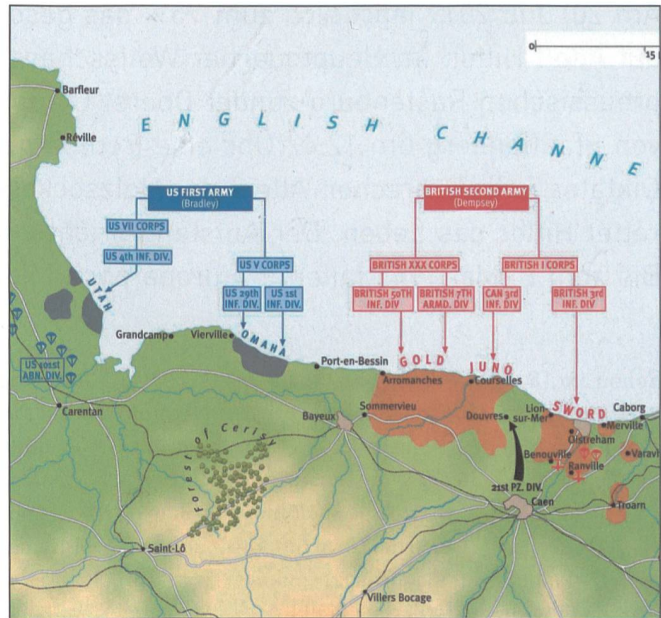 0
15
Barfleur
Réville
ENGLISH CHANNE
US FIRST ARMY
(Bradley)
BRITISH SECOND ARMY
(Dempsey)
US VII CORPS
US 4th INF. DIV.
US V CORPS
US 29th
INF. DIV
US 1st
INF. DIV
BRITISH XXX CORPS
BRITISH I CORPS
BRITISH 50TH
INF. DIV
BRITISH 7TH
ARMD. DIV
CAN 3rd
INF. DIV
BRITISH 3rd
INF. DIV
UTAH
OMAHA
GOLD
JUNO
SWORD
US 101st
ABN. DIV.
Grandcamp
Vierville
Port-en-Bessin
Arromanches
Courselles
Carentan
Bayeux
Sommervieu
Douvres
Lion-
sur-Mer
Caborg
Merville
Oistreham
Varavi
Benouville
Ranville
Forest of Cerisy
21ST PZ. DIV.
Caen
Troarn
Saint-Lô
Villers Bocage